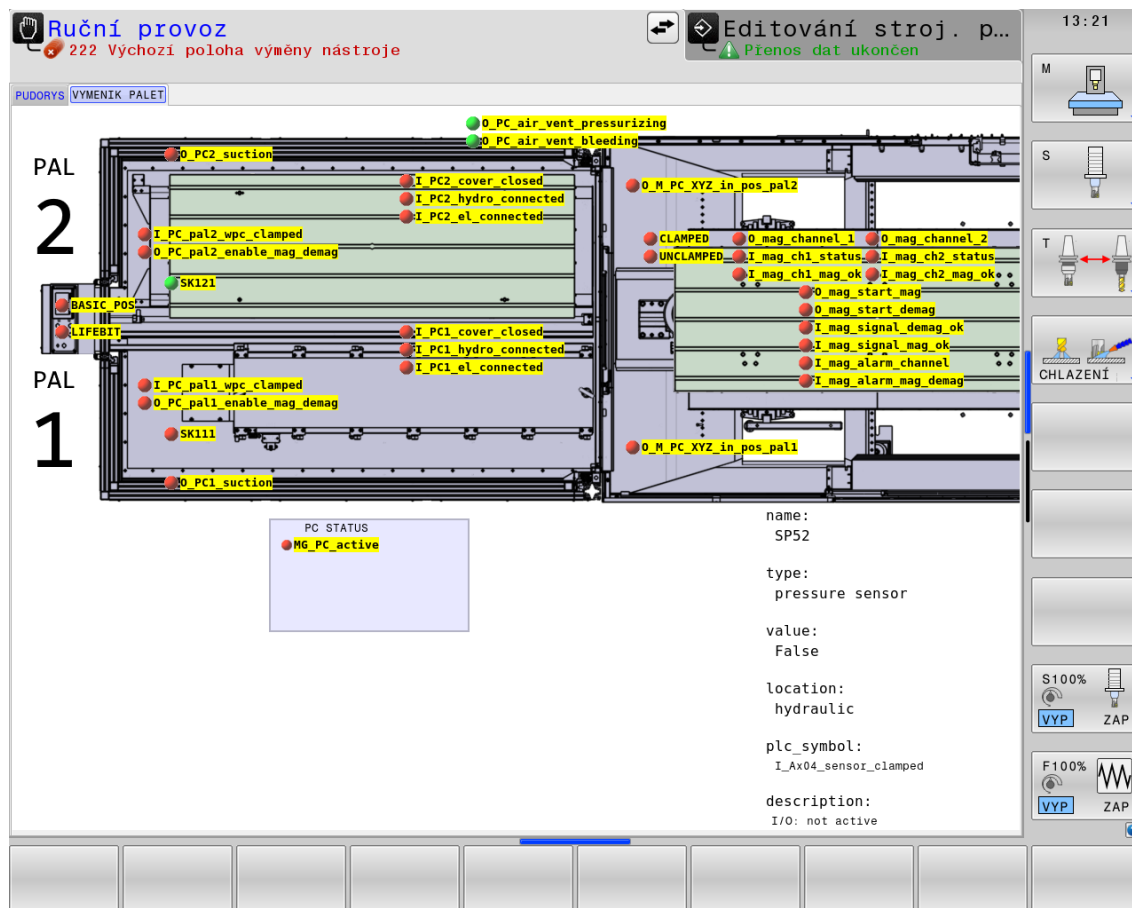 Ruční provoz
222 Výchozí poloha výměny nástroje
Editování stroj. p…
Přenos dat ukončen
13:21
PUDORYS
VYMENIK PALET
M
S
T
CHLAZENÍ
S100%
VYP
ZAP
F100%
VYP
ZAP
O_PC_air_vent_pressurizing
O_PC_air_vent_bleeding
PAL
2
O_PC2_suction
I_PC2_cover_closed
I_PC2_hydro_connected
I_PC2_el_connected
O_M_PC_XYZ_in_pos_pal2
I_PC_pal2_wpc_clamped
O_PC_pal2_enable_mag_demag
CLAMPED
UNCLAMPED
O_mag_channel_1
O_mag_channel_2
I_mag_ch1_status
I_mag_ch2_status
I_mag_ch1_mag_ok
I_mag_ch2_mag_ok
SK121
O_mag_start_mag
O_mag_start_demag
BASIC_POS
LIFEBIT
I_mag_signal_demag_ok
I_mag_signal_mag_ok
I_mag_alarm_channel
I_mag_alarm_mag_demag
I_PC1_cover_closed
I_PC1_hydro_connected
I_PC1_el_connected
PAL
1
I_PC_pal1_wpc_clamped
O_PC_pal1_enable_mag_demag
SK111
O_M_PC_XYZ_in_pos_pal1
O_PC1_suction
PC STATUS
MG_PC_active
name:
SP52
type:
pressure sensor
value:
False
location:
hydraulic
plc_symbol:
I_Ax04_sensor_clamped
description:
I/O: not active